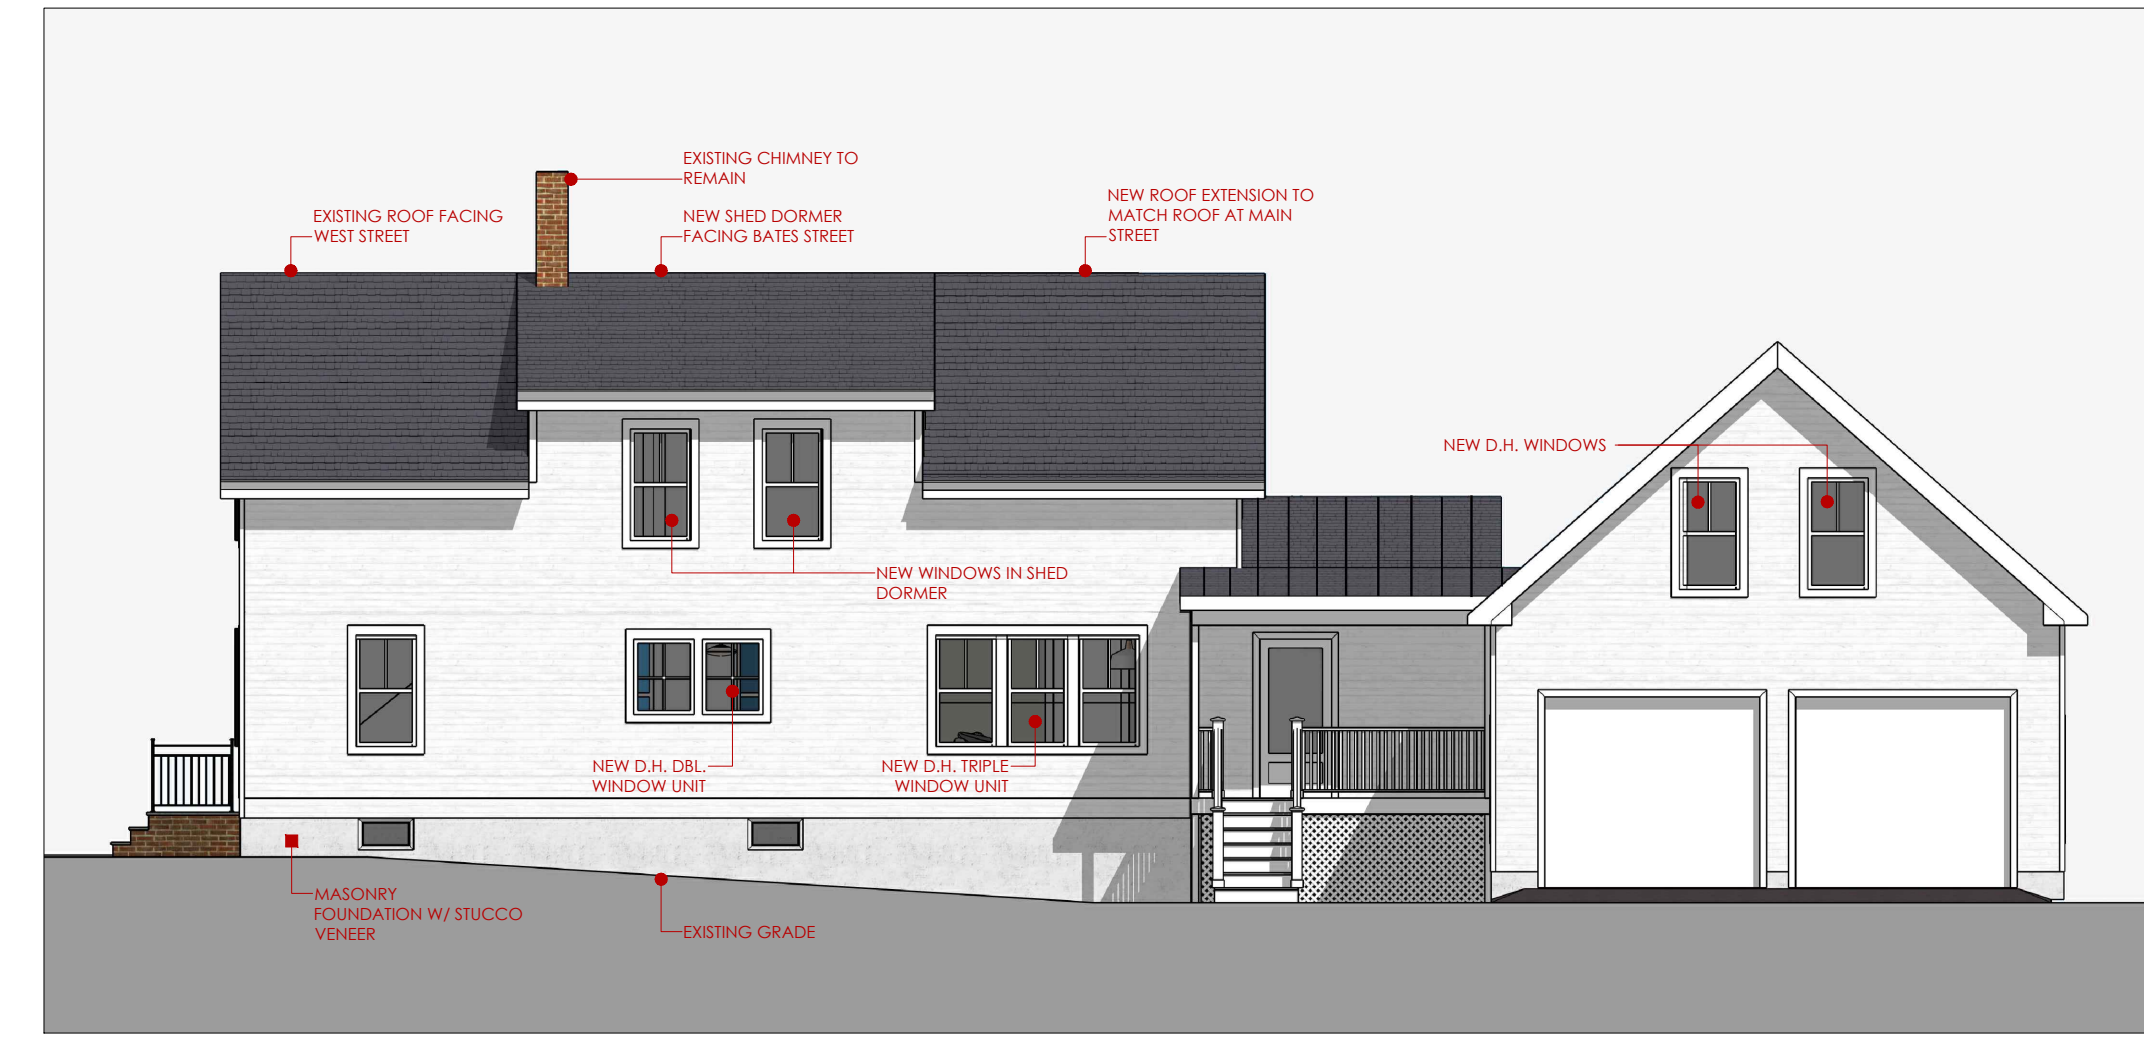 EXISTING CHIMNEY TO
REMAIN
EXISTING ROOF FACING
WEST STREET
NEW SHED DORMER
FACING BATES STREET
NEW ROOF EXTENSION TO
MATCH ROOF AT MAIN
STREET
NEW D.H. WINDOWS
NEW WINDOWS IN SHED
DORMER
NEW D.H. DBL.
WINDOW UNIT
NEW D.H. TRIPLE
WINDOW UNIT
MASONRY
FOUNDATION W/ STUCCO
VENEER
EXISTING GRADE